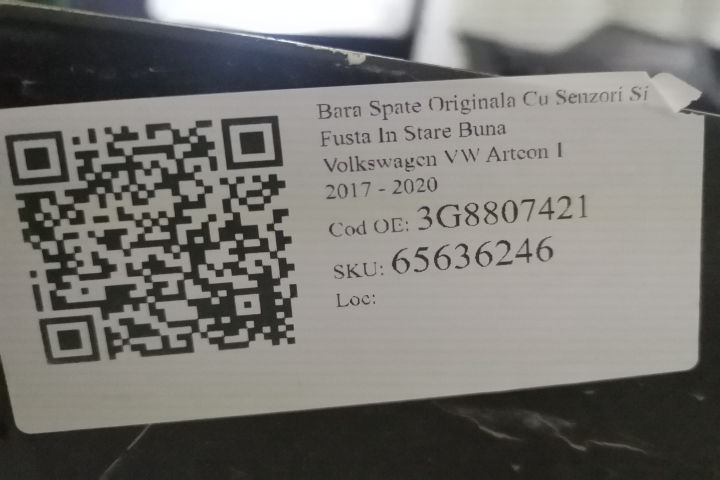 Bara Spate Originala Cu Senzori Si
Fusta In Stare Buna
Volkswagen VW Arteon I
2017 - 2020
Cod OE: 3G8807421
SKU: 65636246
Loc: